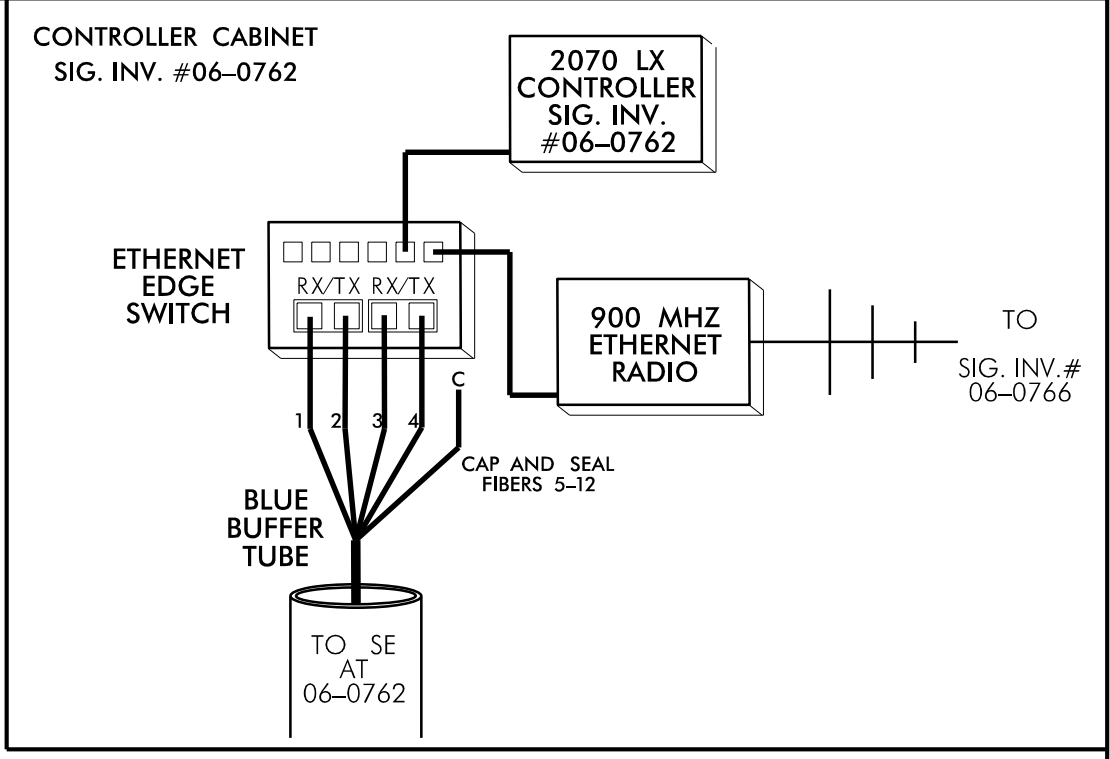 CONTROLLER CABINET
SIG. INV. #06–0762
2070 LX
CONTROLLER
SIG. INV.
#06–0762
ETHERNET
EDGE
SWITCH
RX/TX RX/TX
900 MHZ
ETHERNET
RADIO
TO
SIG. INV.#
06–0766
C
1 2 3 4
CAP AND SEAL
FIBERS 5–12
BLUE
BUFFER
TUBE
TO SE
AT
06–0762